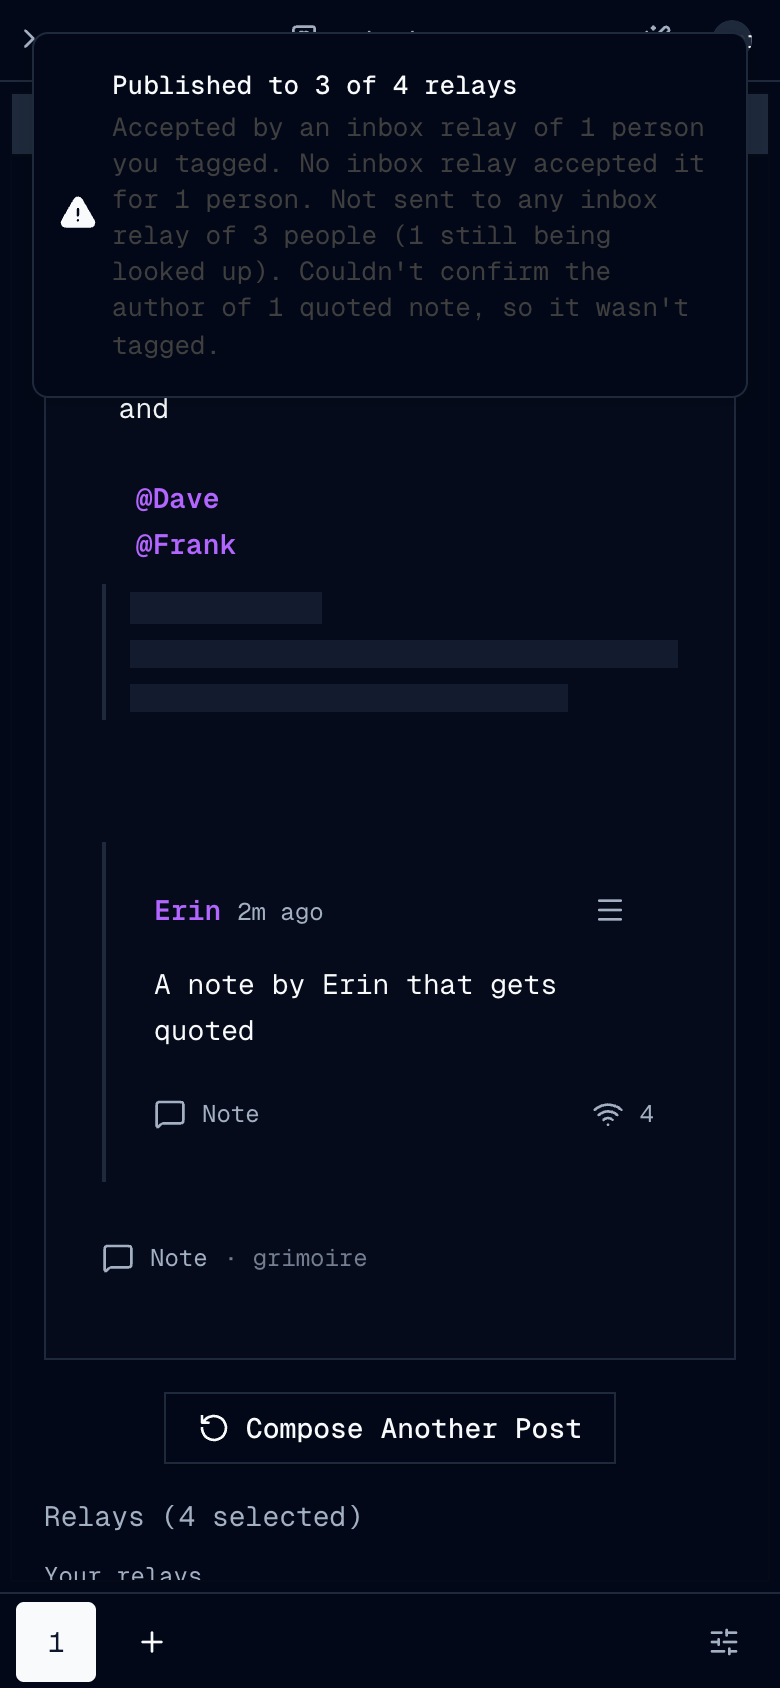 Published to 3 of 4 relays
Accepted by an inbox relay of 1 person
you tagged. No inbox relay accepted it
for 1 person. Not sent to any inbox
relay of 3 people (1 still being
looked up). Couldn't confirm the
author of 1 quoted note, so it wasn't
tagged.
and
@Dave
@Frank
Erin 2m ago
A note by Erin that gets
quoted
Note 4
Note · grimoire
Compose Another Post
Relays (4 selected)
Your relays
1